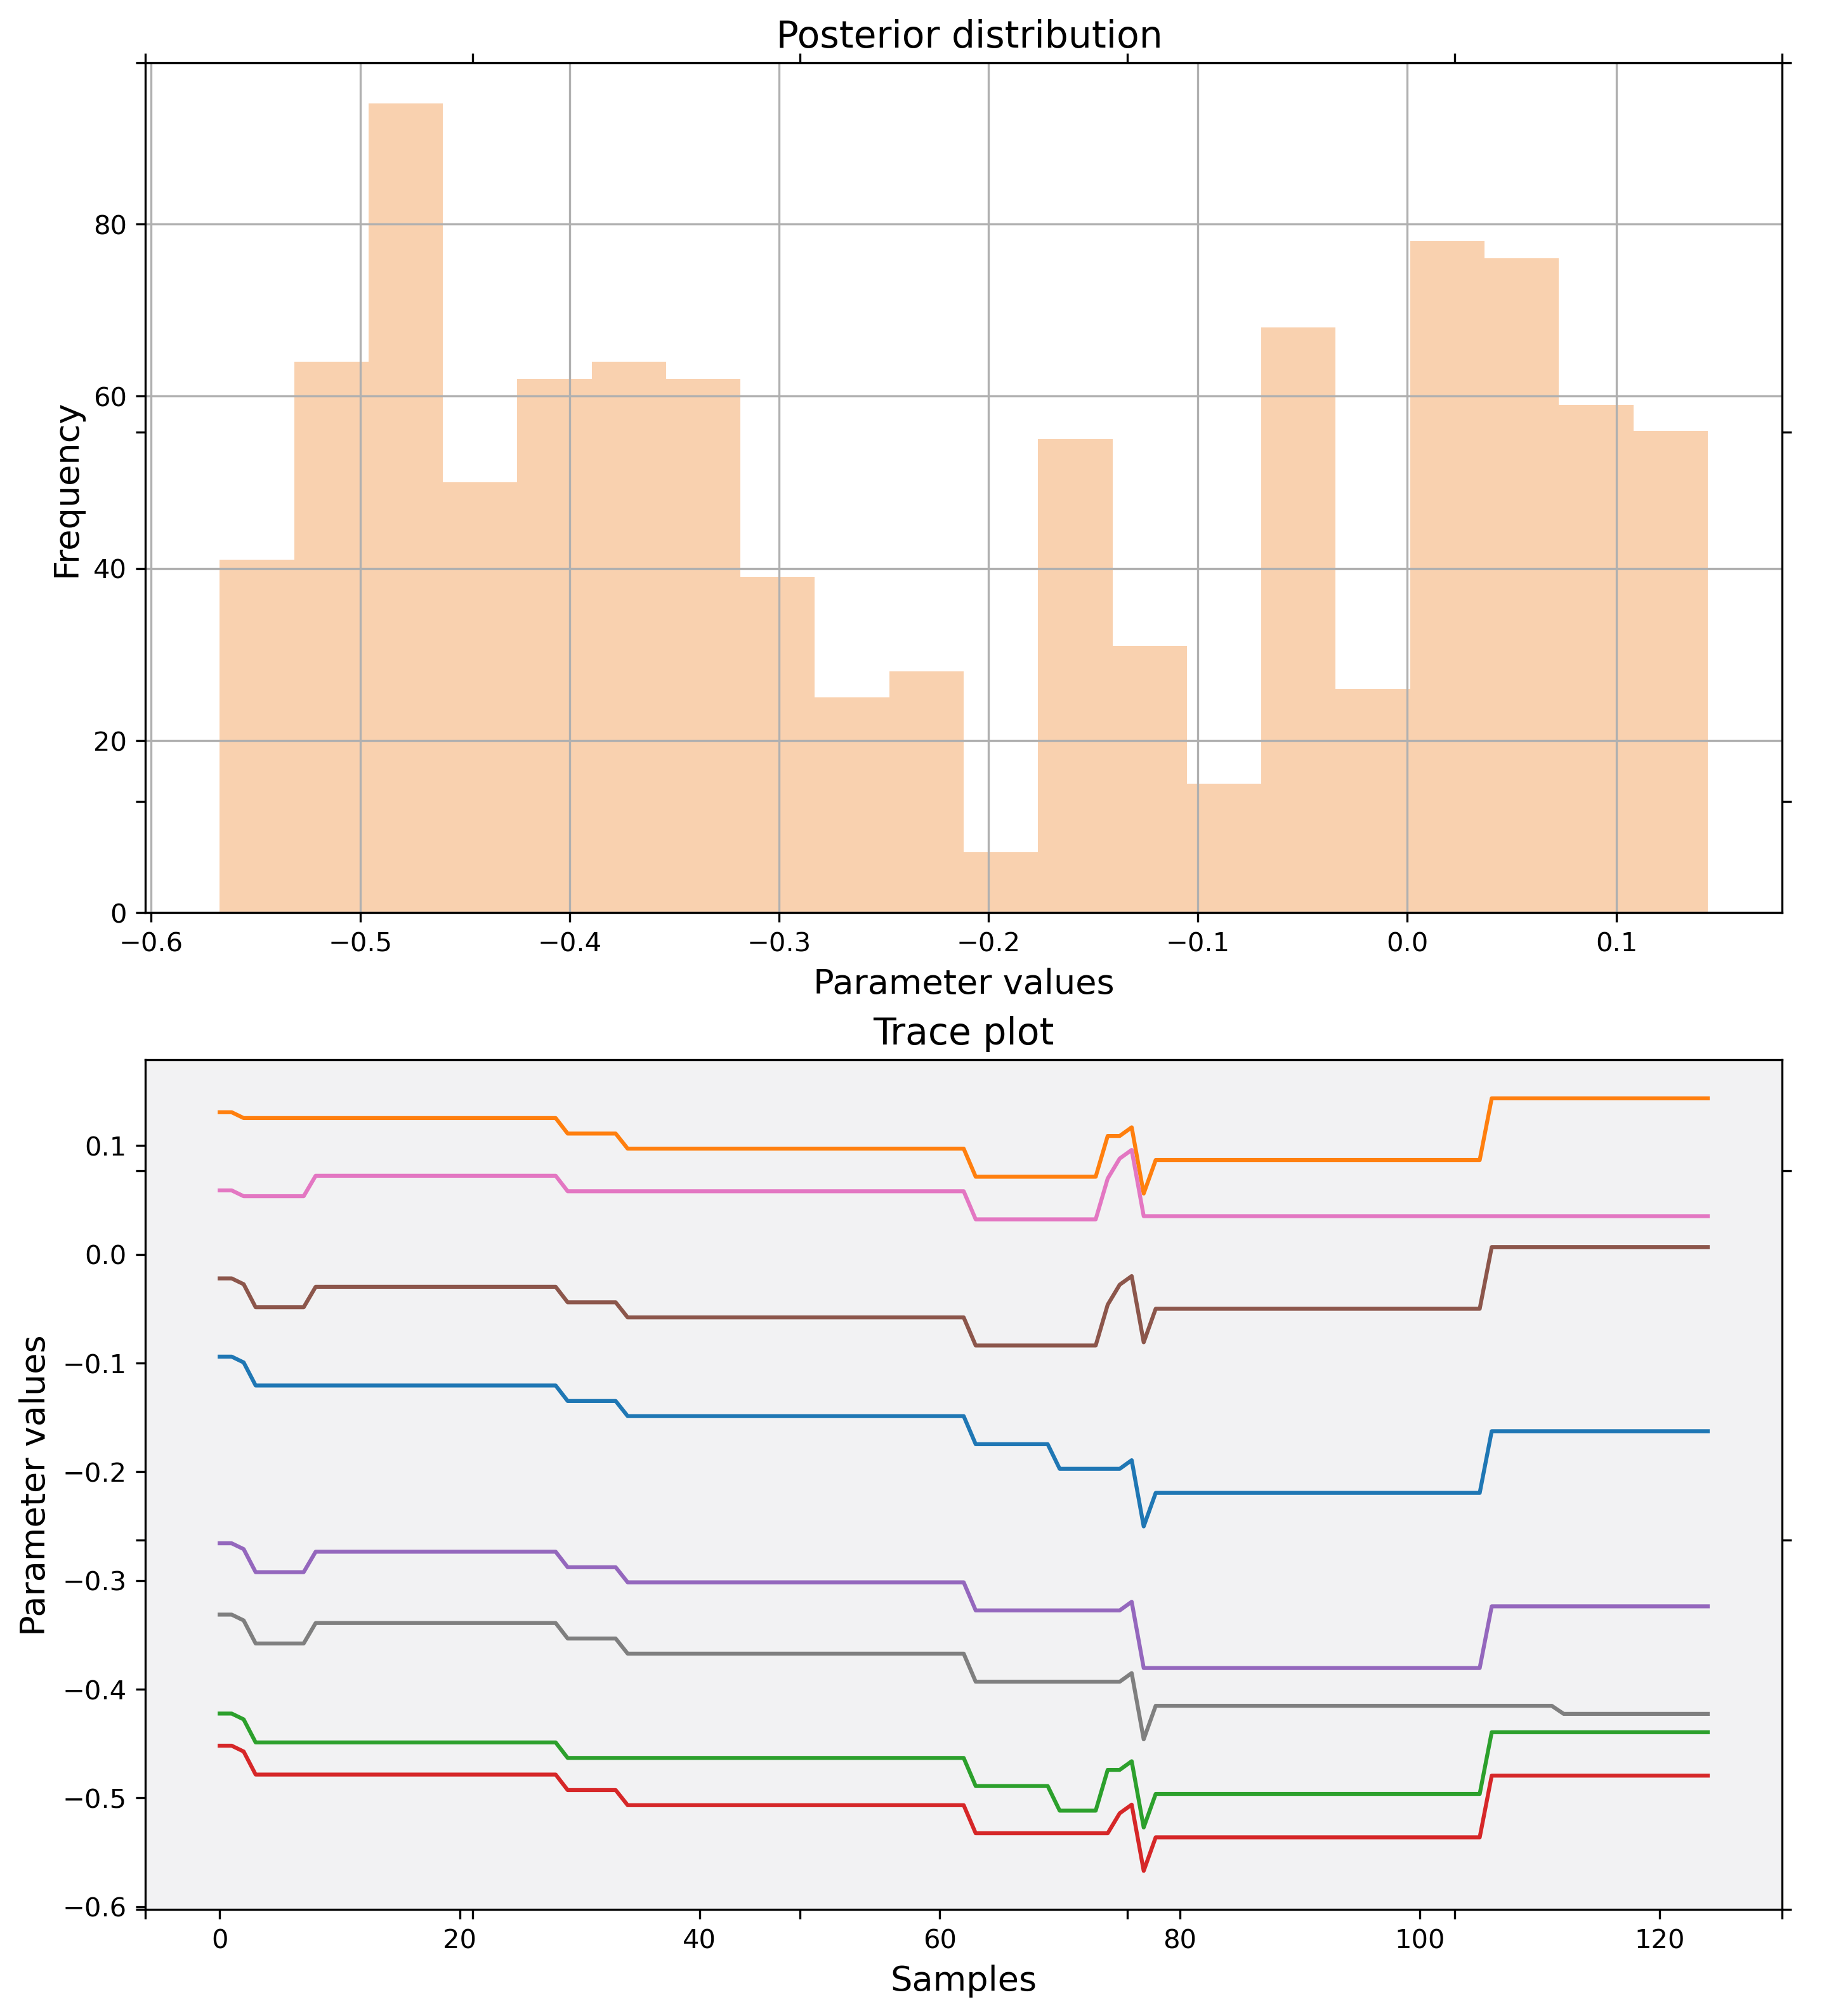 Posterior distribution
80
60
40
20
0
Frequency
−0.6 −0.5 −0.4 −0.3 −0.2 −0.1 0.0 0.1
Parameter values
Trace plot
0.1
0.0
−0.1
−0.2
−0.3
−0.4
−0.5
−0.6
Parameter values
0 20 40 60 80 100 120
Samples